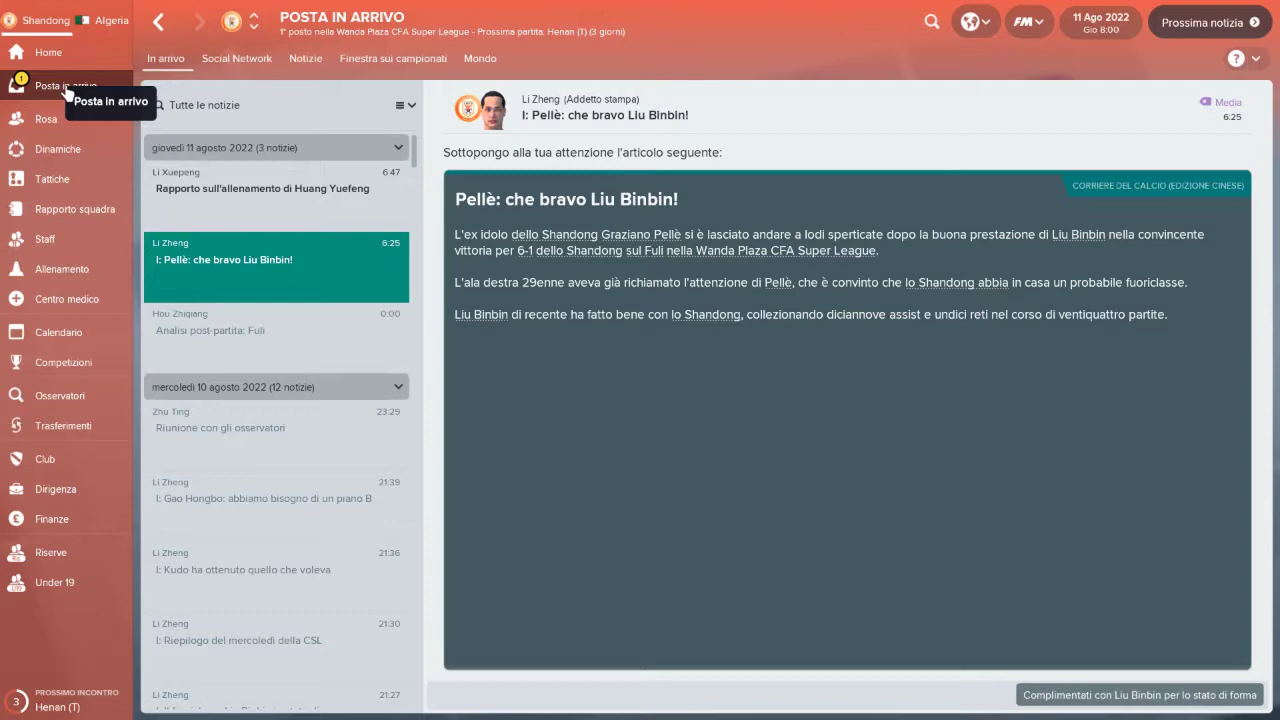 Shandong Algeria
POSTA IN ARRIVO
1° posto nella Wanda Plaza CFA Super League - Prossima partita: Henan (T) (3 giorni)
FM
11 Ago 2022
Gio 8:00
Prossima notizia
In arrivo Social Network Notizie Finestra sui campionati Mondo
?
Home
1
Posta in arrivo
Posta in arrivo
Rosa
Dinamiche
Tattiche
Rapporto squadra
Staff
Allenamento
Centro medico
Calendario
Competizioni
Osservatori
Trasferimenti
Club
Dirigenza
Finanze
Riserve
Under 19
3
PROSSIMO INCONTRO
Henan (T)
Tutte le notizie
giovedì 11 agosto 2022 (3 notizie)
Li Xuepeng 6:47
Rapporto sull'allenamento di Huang Yuefeng
Li Zheng 6:25
I: Pellè: che bravo Liu Binbin!
Hou Zhiqiang 0:00
Analisi post-partita: Fuli
mercoledì 10 agosto 2022 (12 notizie)
Zhu Ting 23:29
Riunione con gli osservatori
Li Zheng 21:39
I: Gao Hongbo: abbiamo bisogno di un piano B
Li Zheng 21:36
I: Kudo ha ottenuto quello che voleva
Li Zheng 21:30
I: Riepilogo del mercoledì della CSL
Li Zheng 21:27
Li Zheng (Addetto stampa)
I: Pellè: che bravo Liu Binbin!
Media
6:25
Sottopongo alla tua attenzione l'articolo seguente:
CORRIERE DEL CALCIO (EDIZIONE CINESE)
Pellè: che bravo Liu Binbin!
L'ex idolo dello Shandong Graziano Pellè si è lasciato andare a lodi sperticate dopo la buona prestazione di Liu Binbin nella convincente
vittoria per 6-1 dello Shandong sul Fuli nella Wanda Plaza CFA Super League.
L'ala destra 29enne aveva già richiamato l'attenzione di Pellè, che è convinto che lo Shandong abbia in casa un probabile fuoriclasse.
Liu Binbin di recente ha fatto bene con lo Shandong, collezionando diciannove assist e undici reti nel corso di ventiquattro partite.
Complimentati con Liu Binbin per lo stato di forma